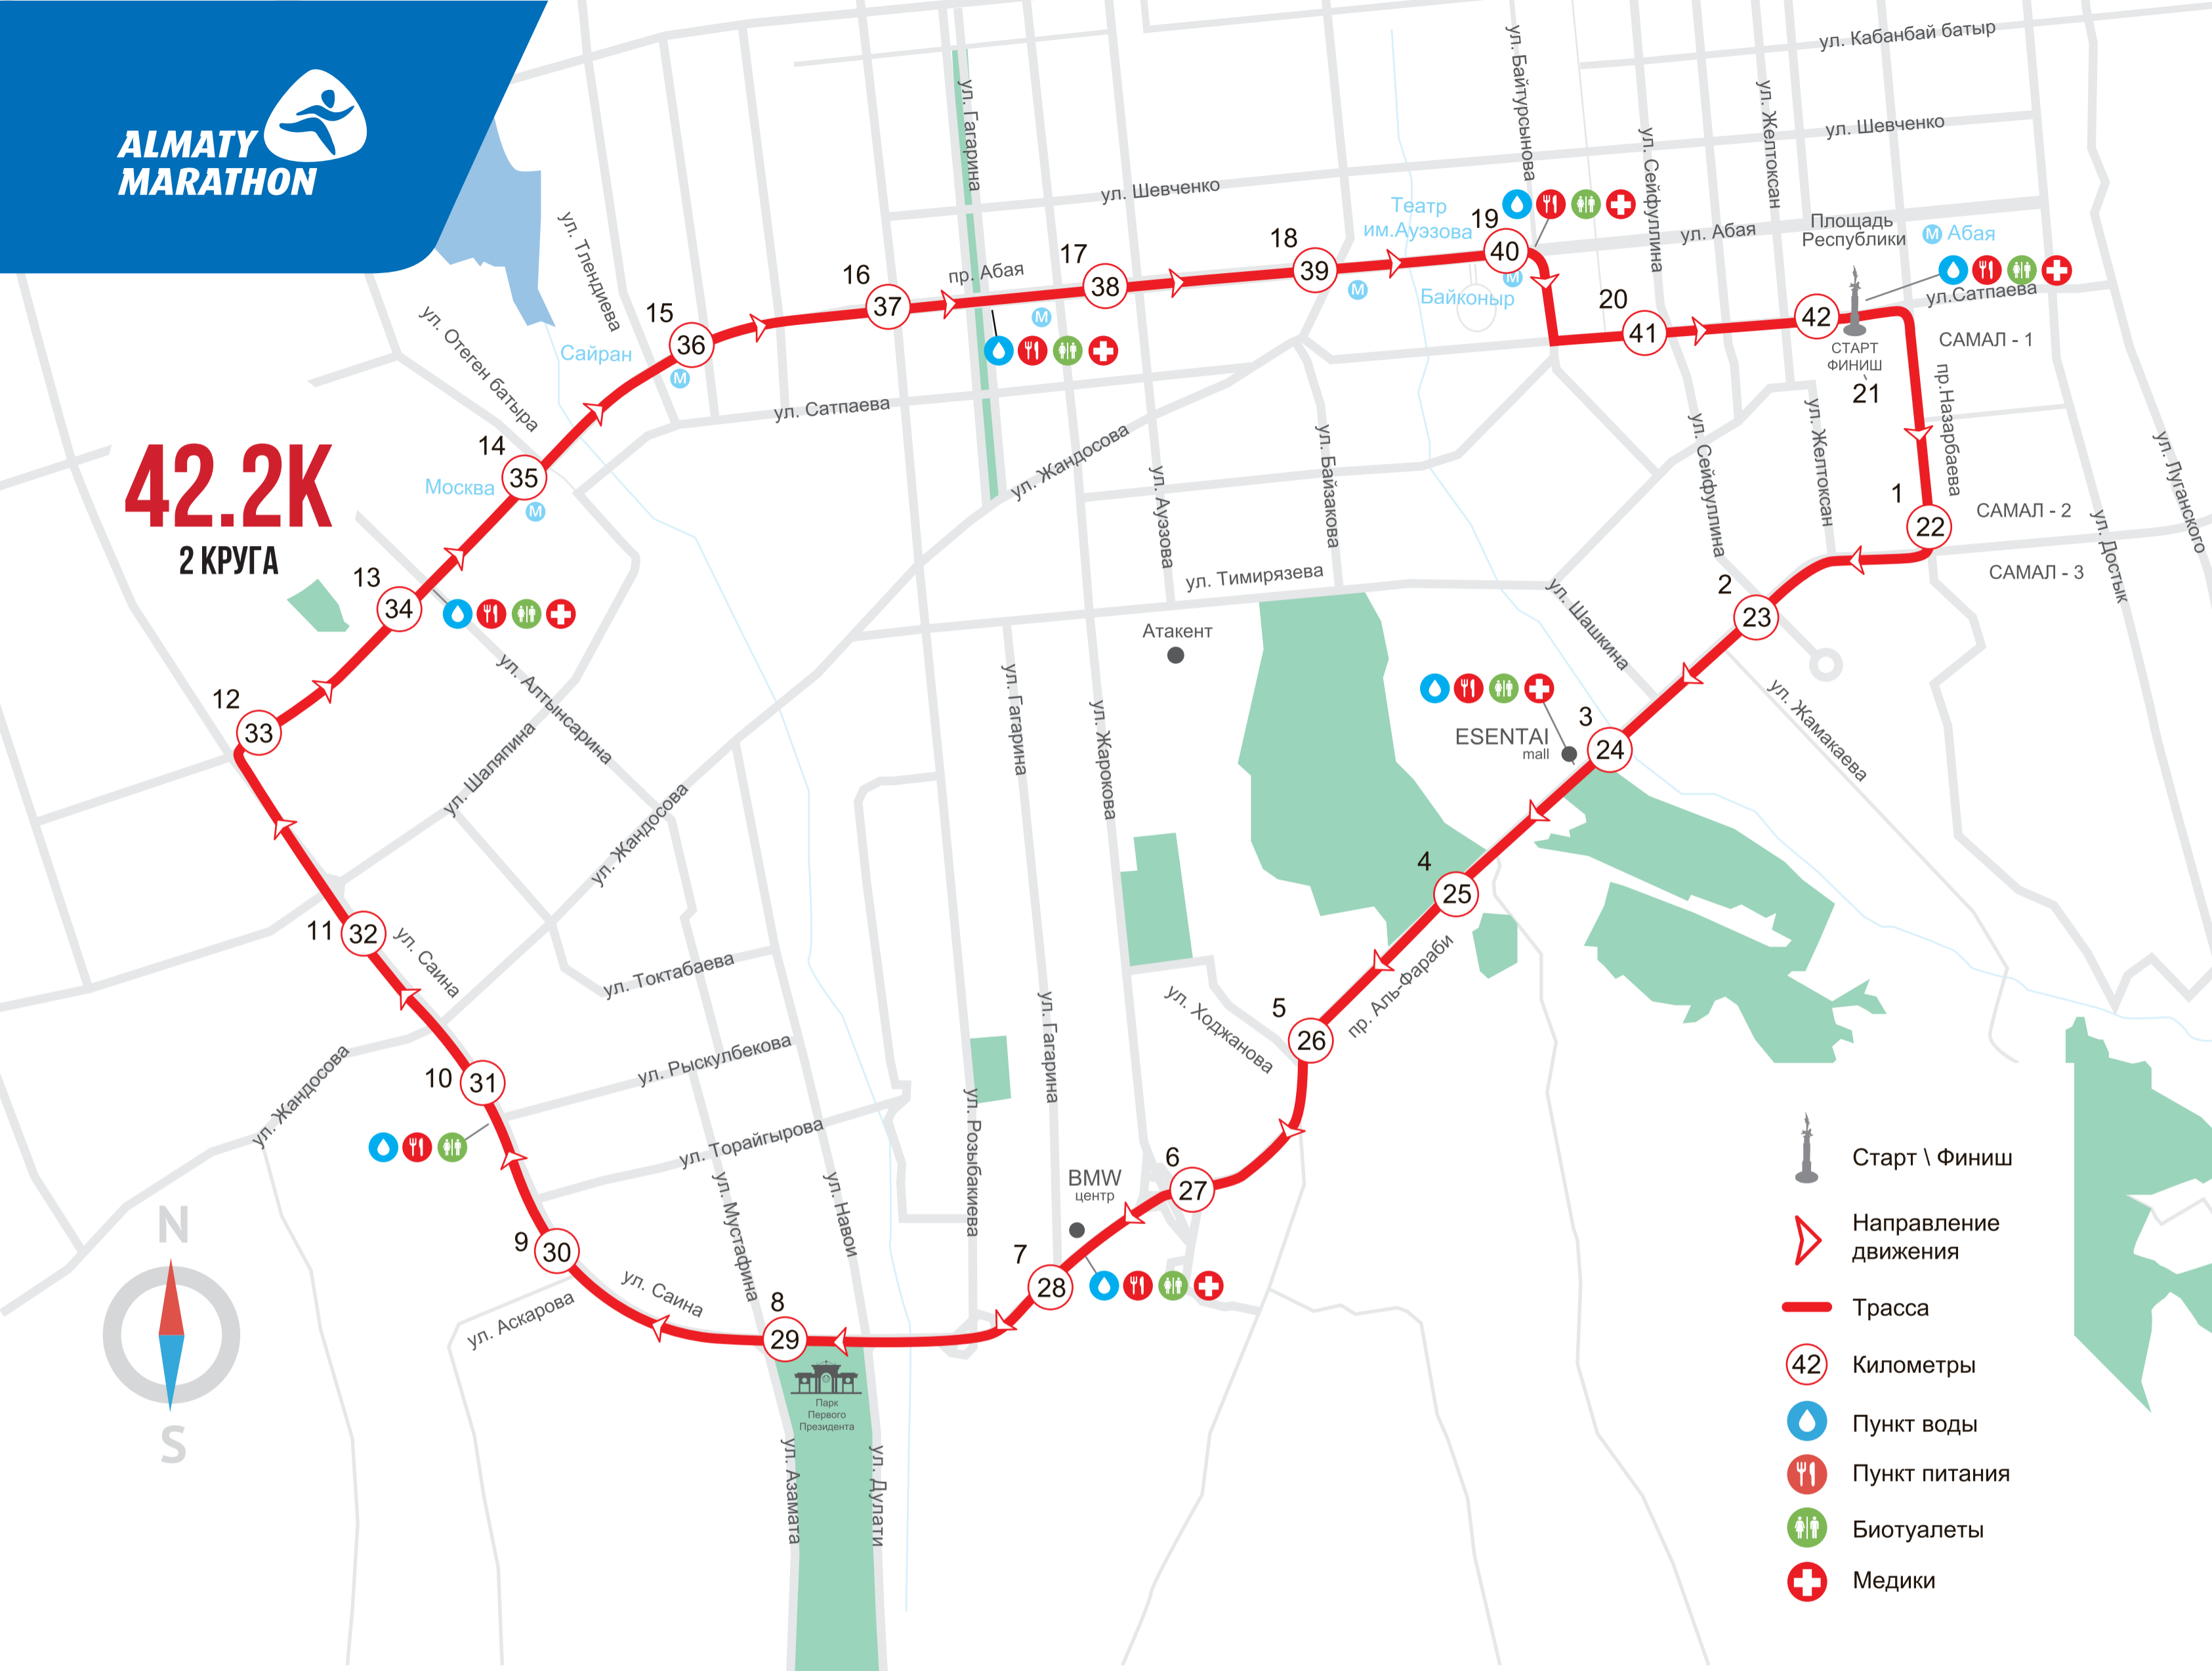 ALMATY
MARATHON
42.2K
2 КРУГА
ул. Кабанбай батыр
ул. Шевченко
ул. Байтурсынова
ул. Сейфуллина
ул. Желтоксан
ул. Гагарина
ул. Шевченко
ул. Абая
Площадь
Республики
М Абая
ул.Сатпаева
САМАЛ - 1
СТАРТ
ФИНИШ
21
42
20
41
Театр
им.Ауэзова
19
40
М
Байконыр
18
39
М
17
38
М
пр. Абая
16
37
15
36
М
Сайран
ул. Тлендиева
ул. Отеген батыра
14
35
Москва
М
13
34
12
33
ул. Сатпаева
ул. Жандосова
ул. Ауэзова
ул. Байзакова
ул. Сейфуллина
ул. Желтоксан
пр.Назарбаева
1
22
САМАЛ - 2
САМАЛ - 3
ул. Достык
ул. Луганского
2
23
ул. Тимирязева
ул. Шашкина
ул. Жамакаева
Атакент
ESENTAI
mall
3
24
4
25
пр. Аль-Фараби
5
26
ул. Ходжанова
ул. Гагарина
ул. Жарокова
ул. Алтынсарина
ул. Шаляпина
ул. Жандосова
11
32
ул. Саина
ул. Токтабаева
10
31
ул. Рыскулбекова
ул. Жандосова
ул. Торайгырова
ул. Гагарина
ул. Розыбакиева
6
27
BMW
центр
7
28
9
30
ул. Саина
ул. Аскарова
ул. Мустафина
ул. Навои
8
29
Парк
Первого
Президента
ул. Азамата
ул. Дулати
N
S
Старт \ Финиш
Направление
движения
Трасса
42 Километры
Пункт воды
Пункт питания
Биотуалеты
Медики